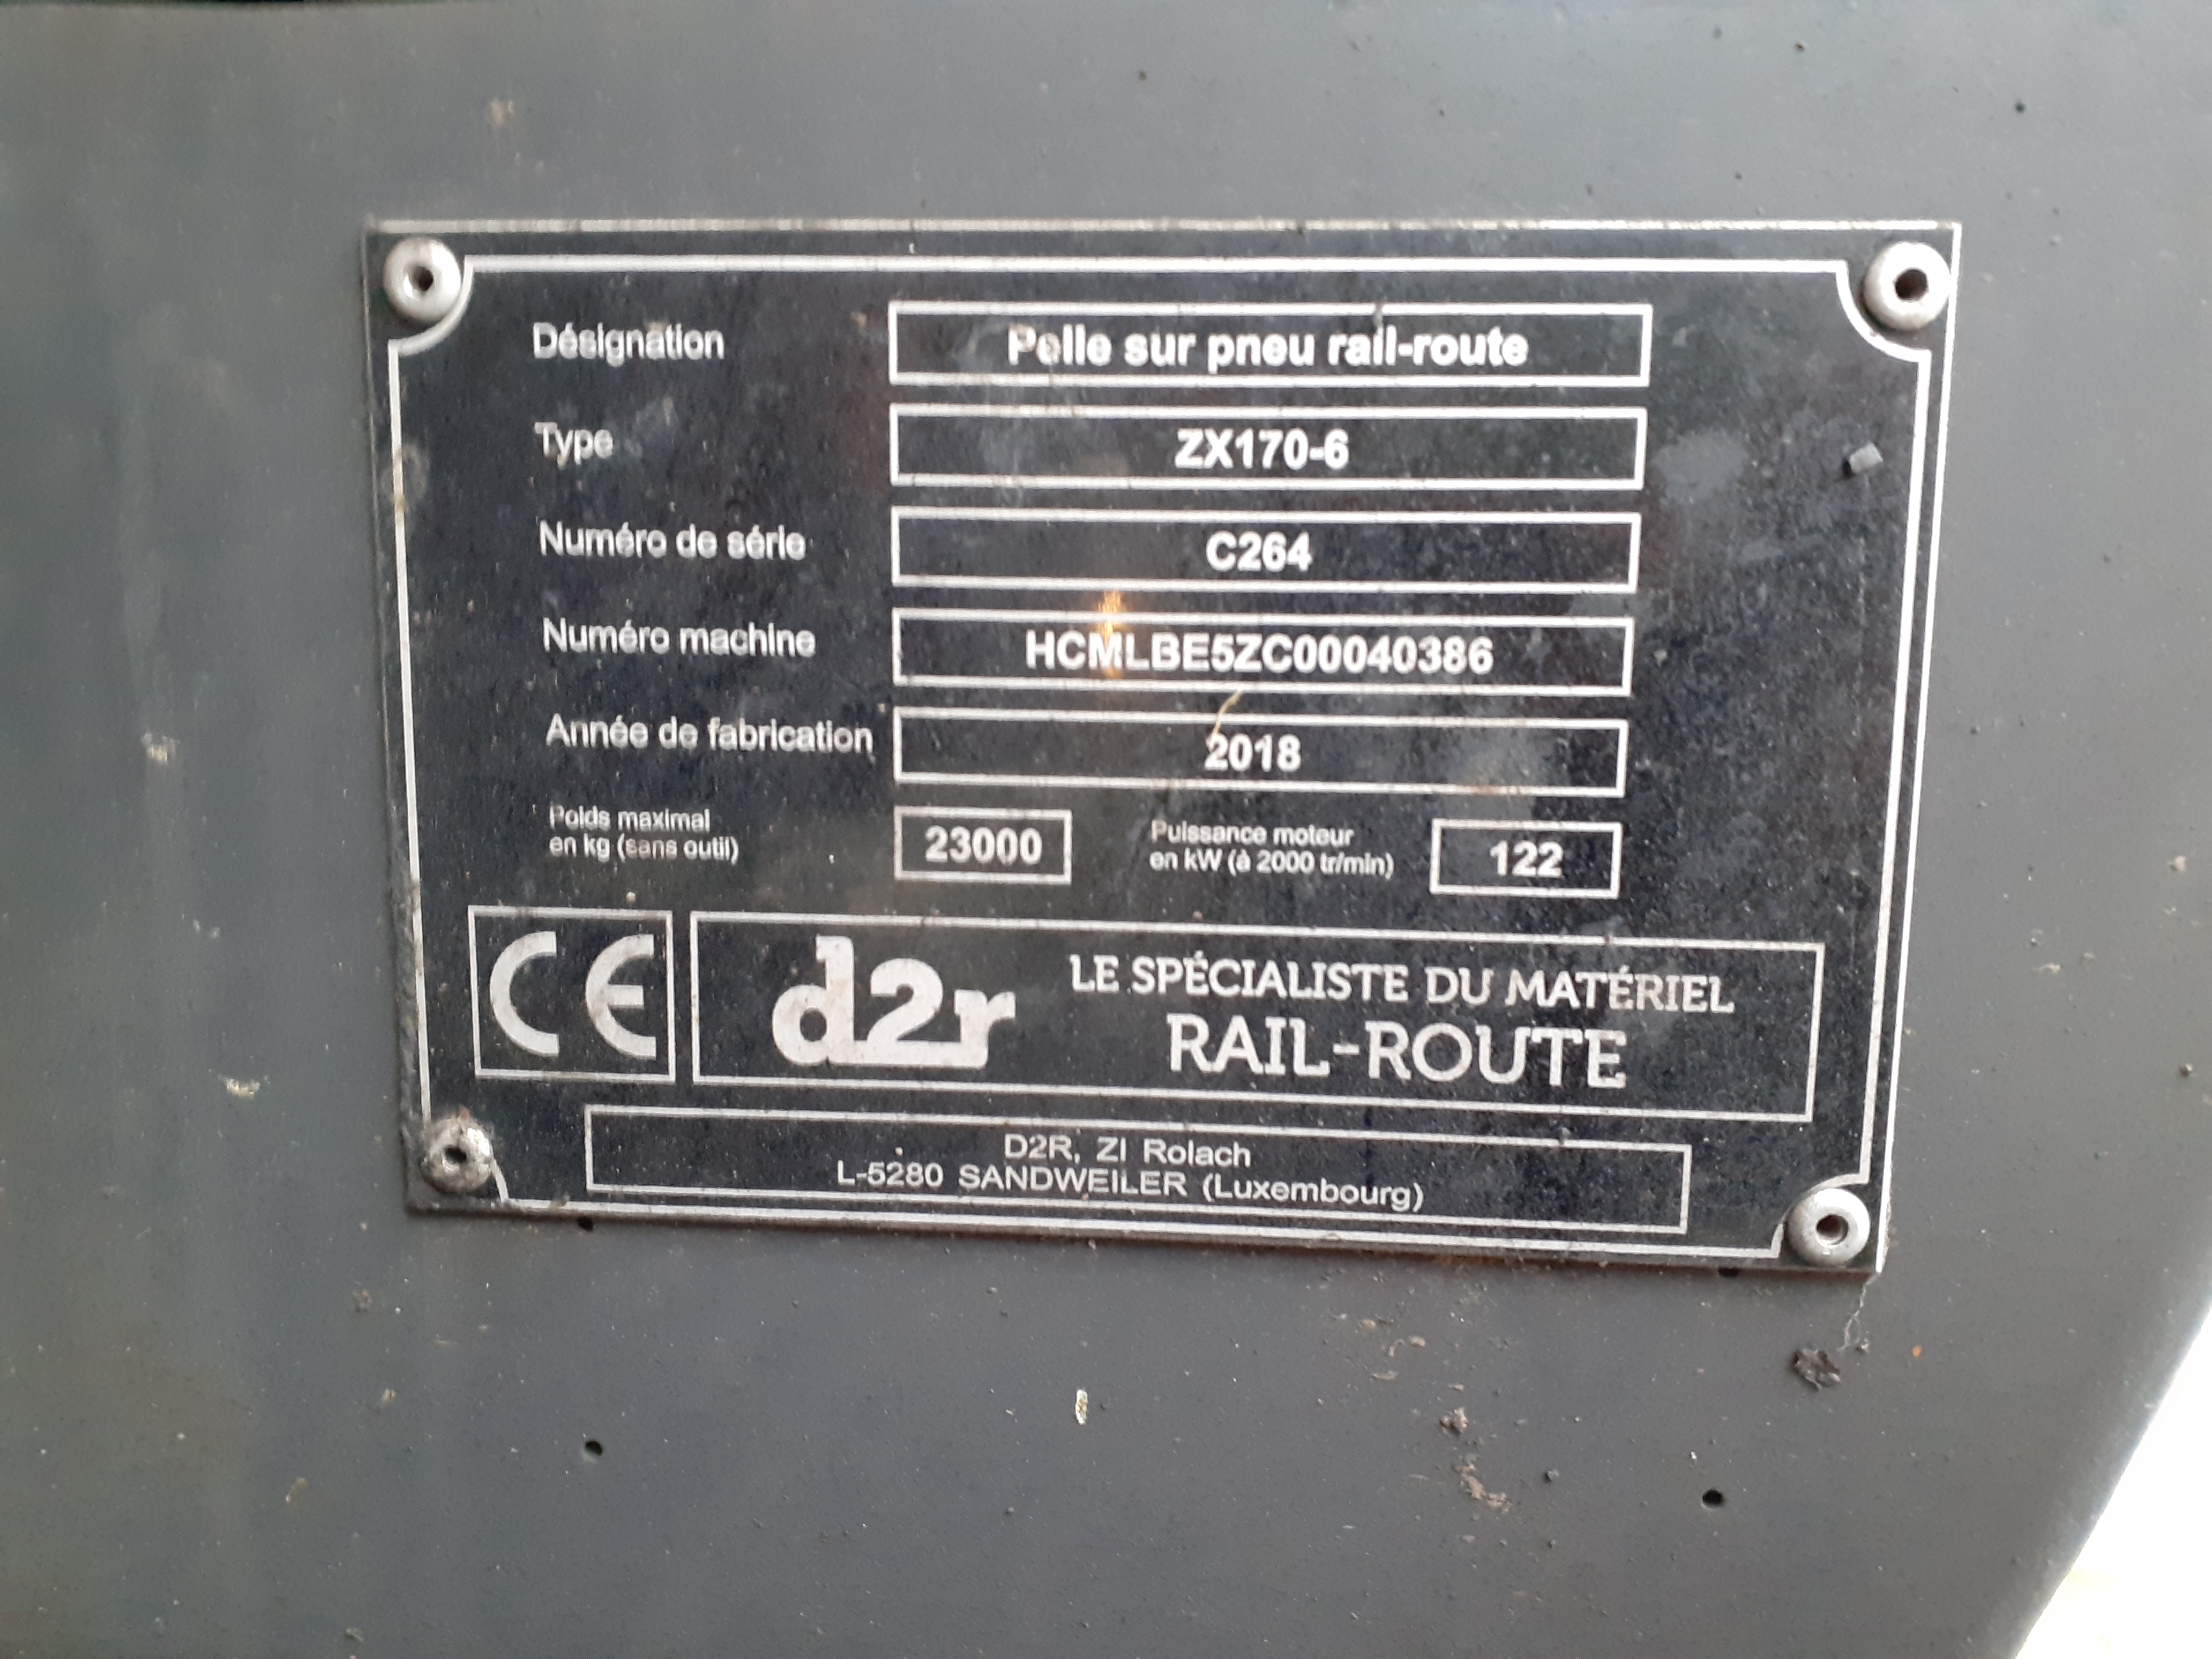 Désignation Pelle sur pneu rail-route
Type ZX170-6
Numéro de série C264
Numéro machine HCMLBE5ZC00040386
Année de fabrication 2018
Poids maximal
en kg (sans outil) 23000
Puissance moteur
en kW (à 2000 tr/min) 122
CE
d2r
LE SPÉCIALISTE DU MATÉRIEL
RAIL-ROUTE
D2R, ZI Rolach
L-5280 SANDWEILER (Luxembourg)